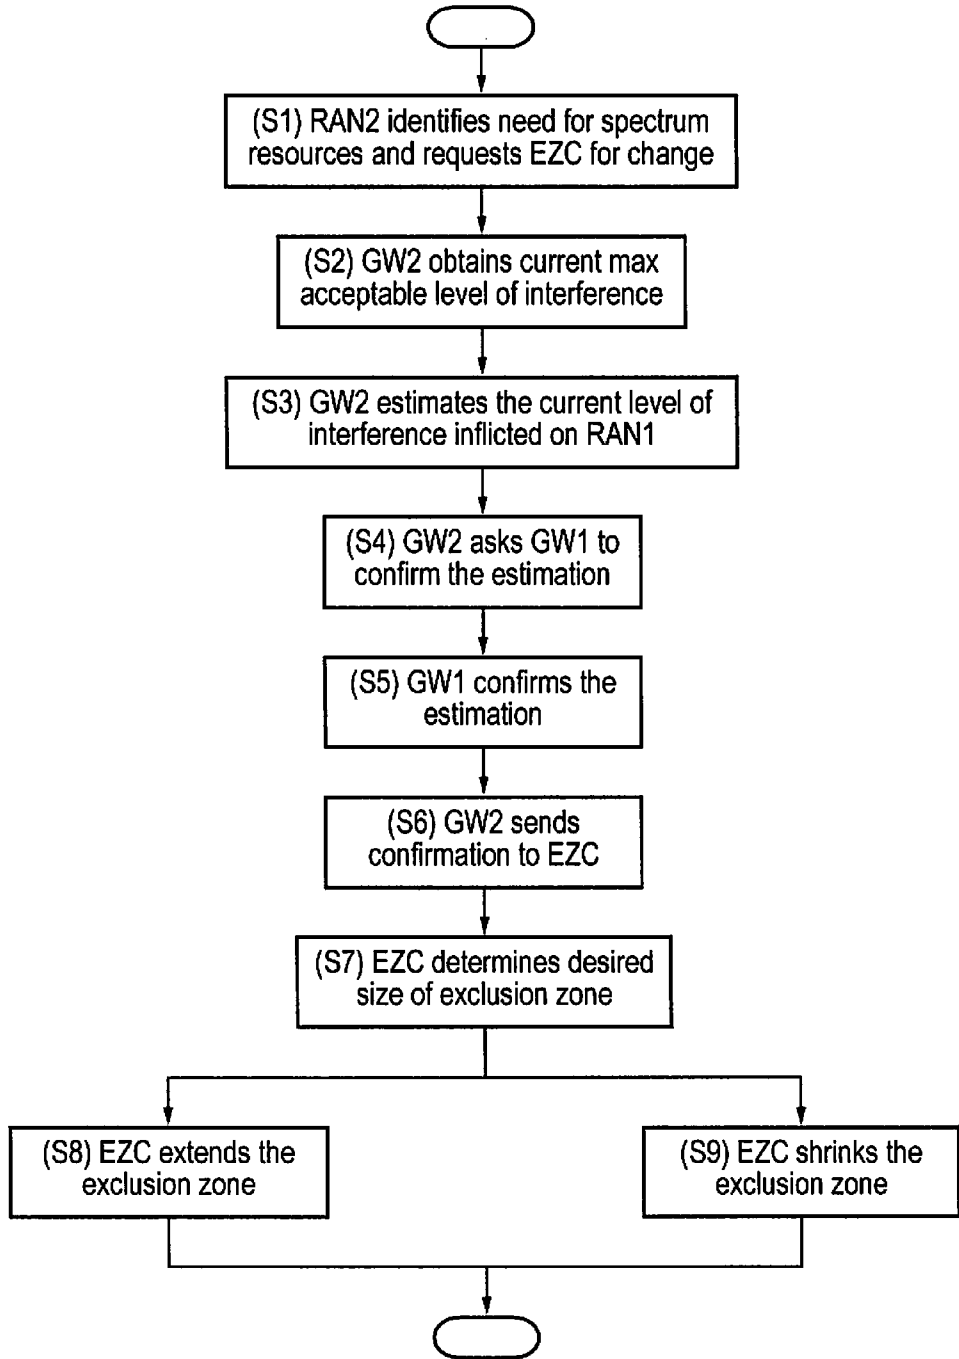 (S1) RAN2 identifies need for spectrum
resources and requests EZC for change
(S2) GW2 obtains current max
acceptable level of interference
(S3) GW2 estimates the current level of
interference inflicted on RAN1
(S4) GW2 asks GW1 to
confirm the estimation
(S5) GW1 confirms the
estimation
(S6) GW2 sends
confirmation to EZC
(S7) EZC determines desired
size of exclusion zone
(S8) EZC extends the
exclusion zone
(S9) EZC shrinks the
exclusion zone